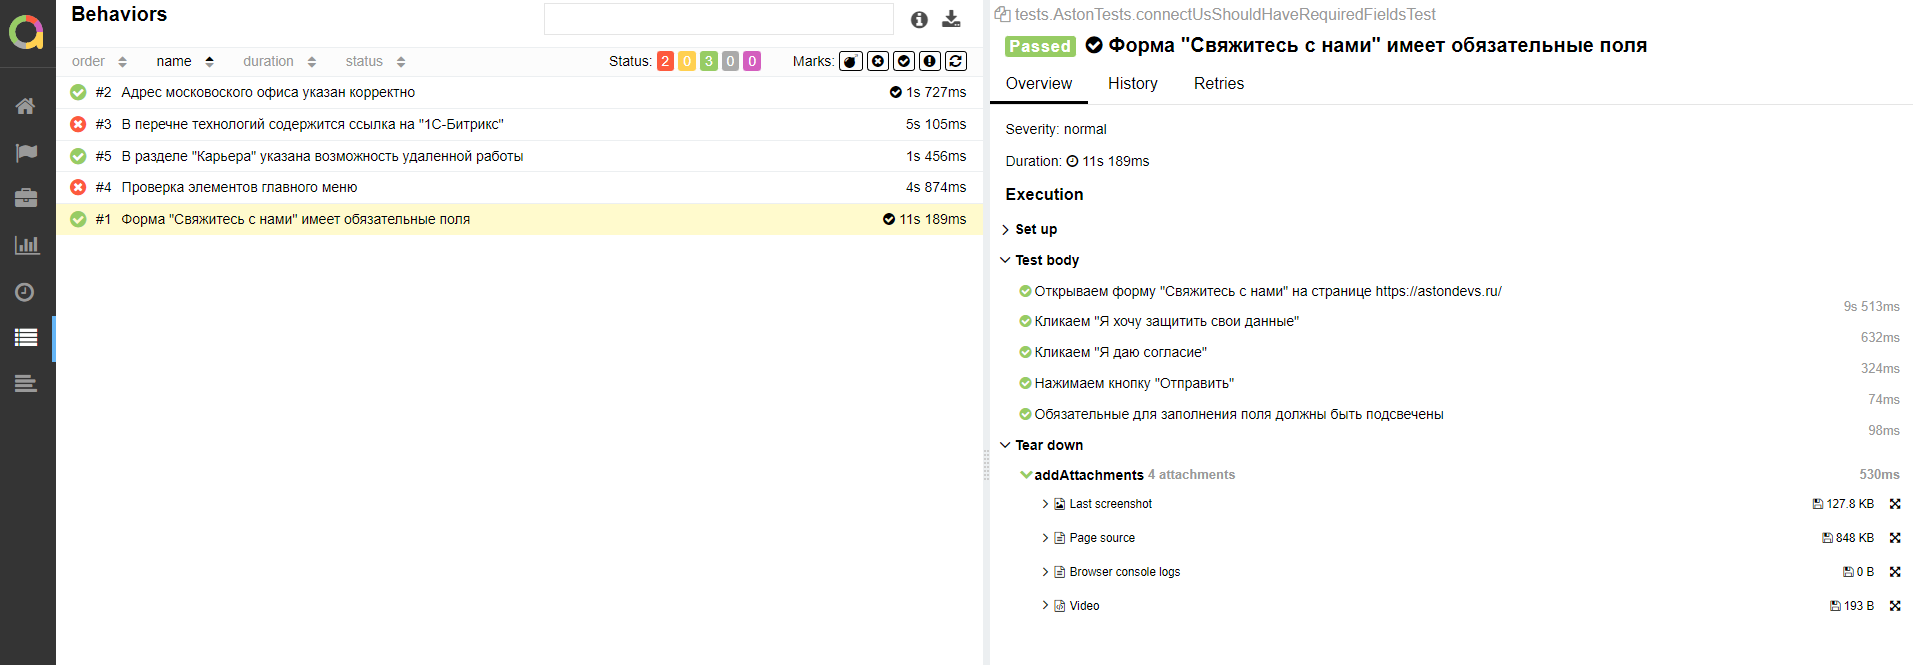 Behaviors
order name duration status Status: 2 0 3 0 0 Marks:
#2 Адрес московоского офиса указан корректно 1s 727ms
#3 В перечне технологий содержится ссылка на "1С-Битрикс" 5s 105ms
#5 В разделе "Карьера" указана возможность удаленной работы 1s 456ms
#4 Проверка элементов главного меню 4s 874ms
#1 Форма "Свяжитесь с нами" имеет обязательные поля 11s 189ms
tests.AstonTests.connectUsShouldHaveRequiredFieldsTest
Passed Форма "Свяжитесь с нами" имеет обязательные поля
Overview History Retries
Severity: normal
Duration: 11s 189ms
Execution
Set up
Test body
Открываем форму "Свяжитесь с нами" на странице https://astondevs.ru/
9s 513ms
Кликаем "Я хочу защитить свои данные"
632ms
Кликаем "Я даю согласие"
324ms
Нажимаем кнопку "Отправить"
74ms
Обязательные для заполнения поля должны быть подсвечены
98ms
Tear down
addAttachments 4 attachments 530ms
Last screenshot 127.8 KB
Page source 848 KB
Browser console logs 0 B
Video 193 B